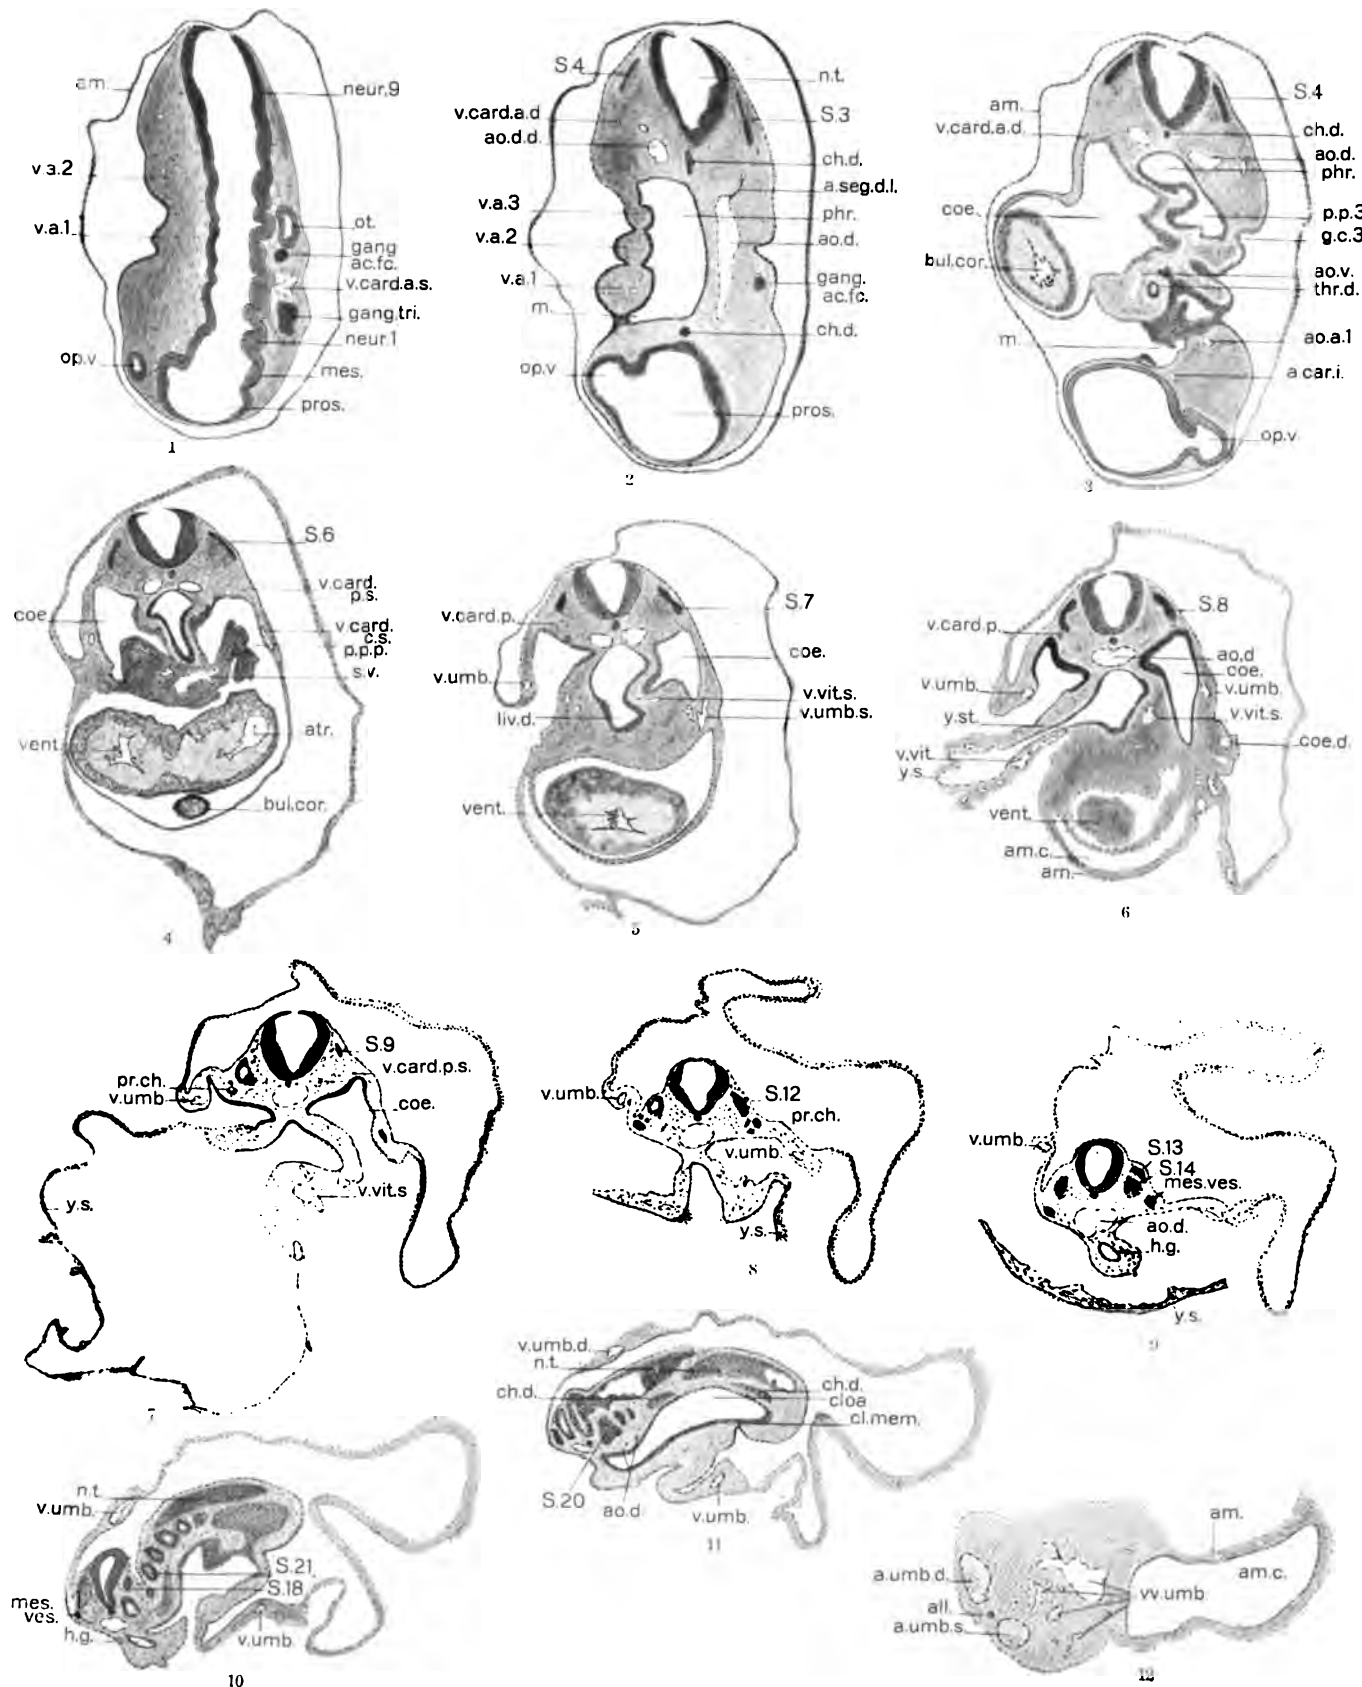 am.
neur.9
v.a.2
v.a.1
ot.
gang
ac.fc.
v.card.a.s.
gang.tri.
neur.1
op.v
mes.
pros.
1
S.4
n.t.
v.card.a.d
S.3
ao.d.d.
ch.d.
a.seg.d.l.
v.a.3
phr.
v.a.2
ao.d.
v.a.1
gang.
ac.fc.
m.
ch.d.
op.v
pros.
2
am.
S.4
v.card.a.d.
ch.d.
ao.d.
phr.
coe.
p.p.3
g.c.3
bul.cor.
ao.v.
thr.d.
m.
ao.a.1
a.car.i.
op.v.
3
S.6
v.card.
p.s.
coe.
v.card.
c.s.
p.p.p.
s.v.
atr.
vent.
bul.cor.
4
S.7
v.card.p.
coe.
v.umb.
v.vit.s.
v.umb.s.
liv.d.
vent.
5
S.8
v.card.p.
ao.d
coe.
v.umb.
v.umb.
v.vit.s.
y.st.
coe.d.
v.vit.
y.s.
vent.
am.c.
am.
6
S.9
v.card.p.s.
pr.ch.
v.umb.
coe.
v.vit.s
y.s.
7
v.umb.
S.12
pr.ch.
v.umb.
y.s.
8
v.umb.
S.13
S.14
mes.ves.
ao.d.
h.g.
y.s.
9
n.t.
v.umb.
S.21
S.18
mes.
ves.
h.g.
v.umb.
10
v.umb.d.
n.t.
ch.d.
ch.d.
cloa
cl.mem.
S.20
ao.d.
v.umb.
11
am.
a.umb.d.
am.c.
vv.umb.
all.
a.umb.s.
12